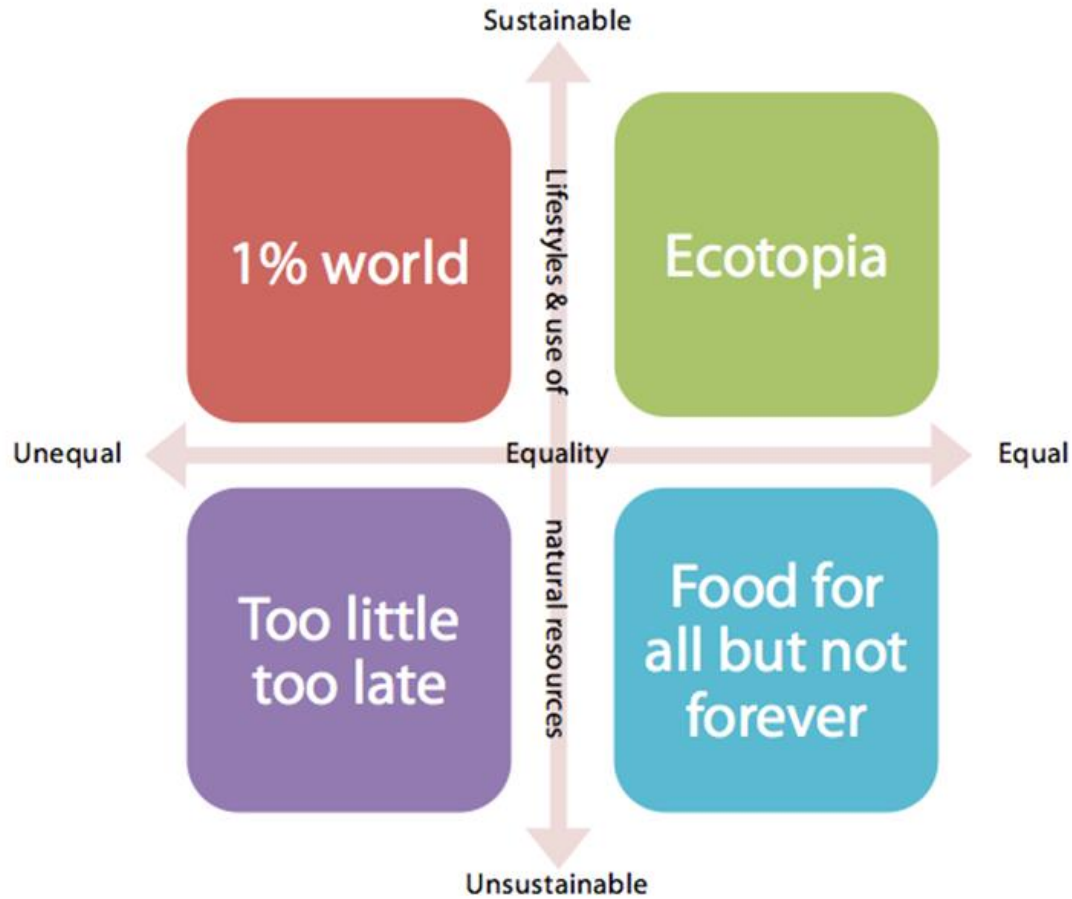 Sustainable
1% world
Ecotopia
Lifestyles & use of
Unequal
Equality
Equal
natural resources
Too little
too late
Food for
all but not
forever
Unsustainable